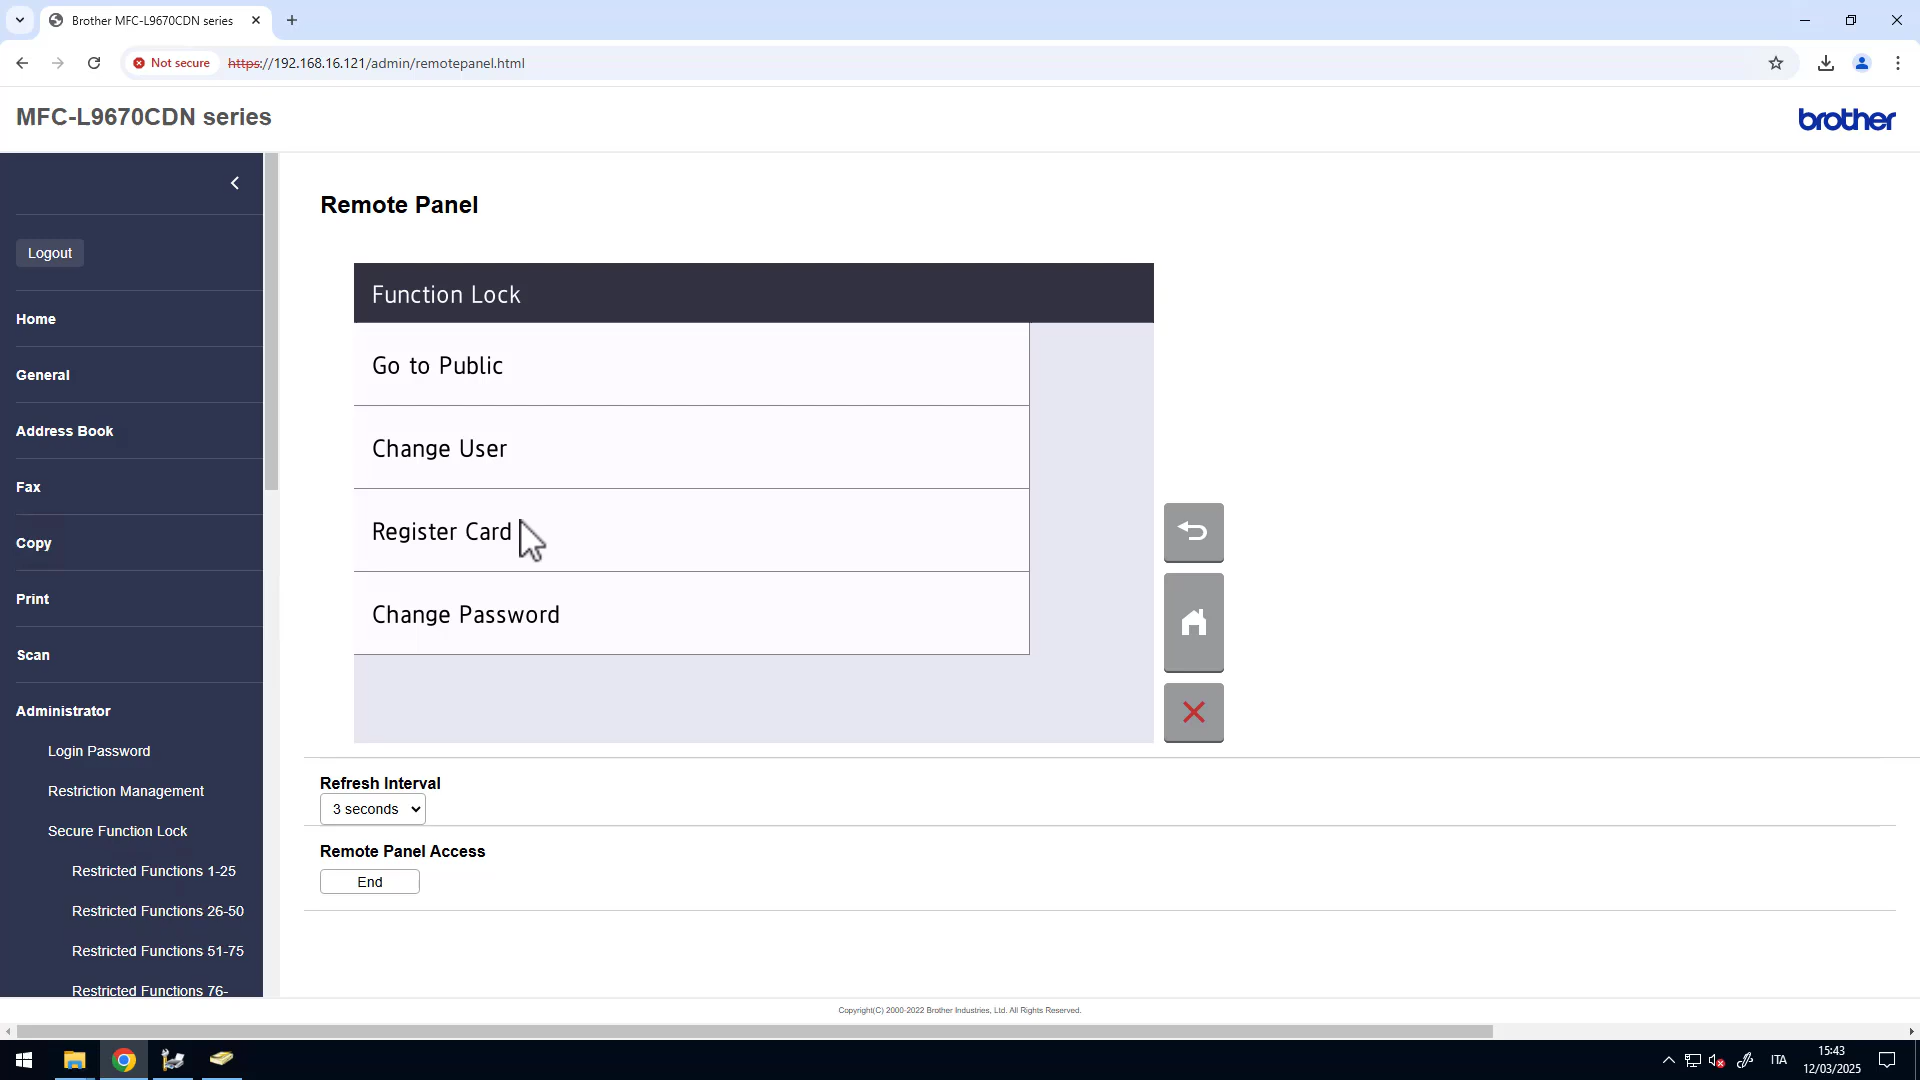 Brother MFC-L9670CDN series
Not secure
https://192.168.16.121/admin/remotepanel.html
MFC-L9670CDN series
brother
Logout
Home
General
Address Book
Fax
Copy
Print
Scan
Administrator
Login Password
Restriction Management
Secure Function Lock
Restricted Functions 1-25
Restricted Functions 26-50
Restricted Functions 51-75
Restricted Functions 76-
Remote Panel
Function Lock
Go to Public
Change User
Register Card
Change Password
Refresh Interval
3 seconds
Remote Panel Access
End
Copyright(C) 2000-2022 Brother Industries, Ltd. All Rights Reserved.
ITA
15:43
12/03/2025